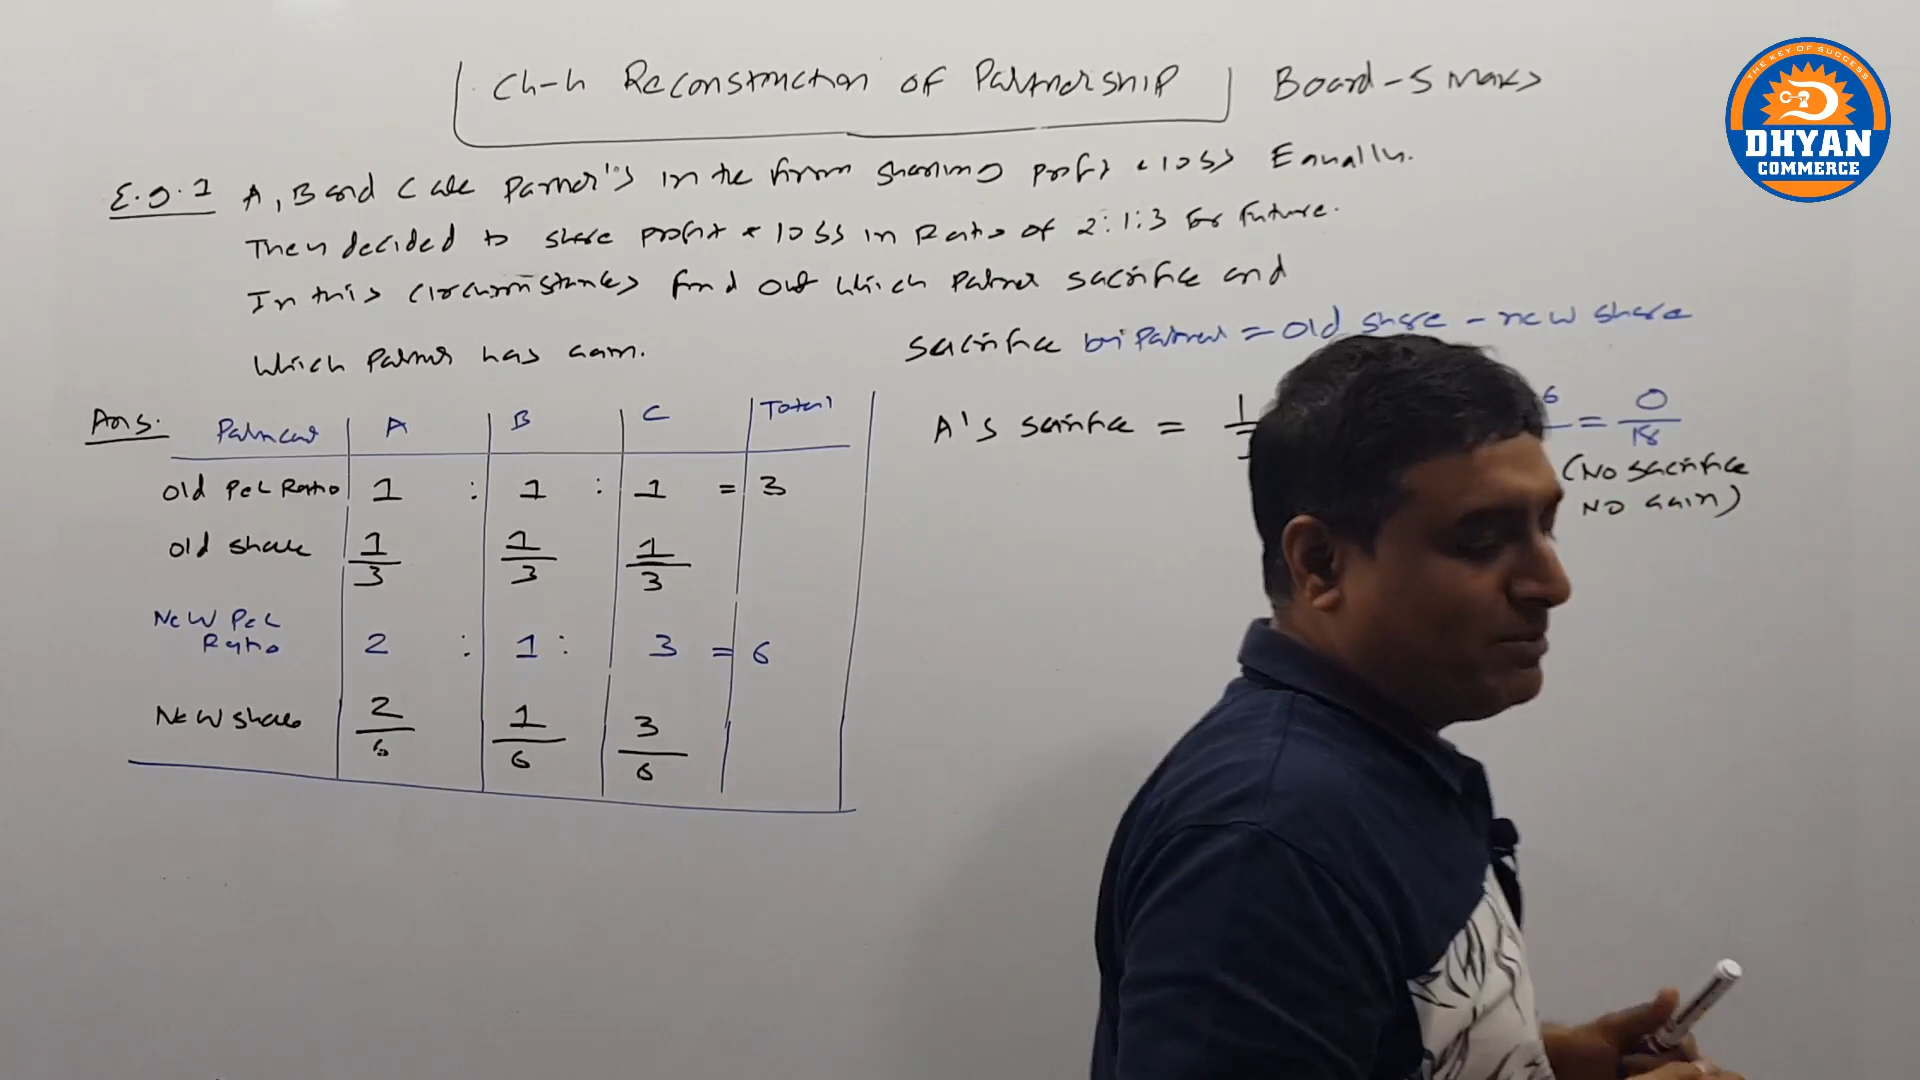 Ch-4 Reconstruction of Partnership Board-5 Marks
THE KEY OF SUCCESS
DHYAN
COMMERCE
E.g.1 A, B and C are Partner's in the firm sharing profit & loss Equally.
They decided to share profit & loss in Ratio of 2:1:3 for future.
In this circumstances find out which Partner sacrifice and
which Partner has gain.
Sacrifice by Partner = old share - new share
A's sacrifice = 1 6 = 0/18
(No sacrifice
No gain)
Ans.
Partner A B C Total
Old P&L Ratio 1 : 1 : 1 = 3
Old share 1/3 1/3 1/3
New P&L
Ratio 2 : 1 : 3 = 6
New share 2/6 1/6 3/6